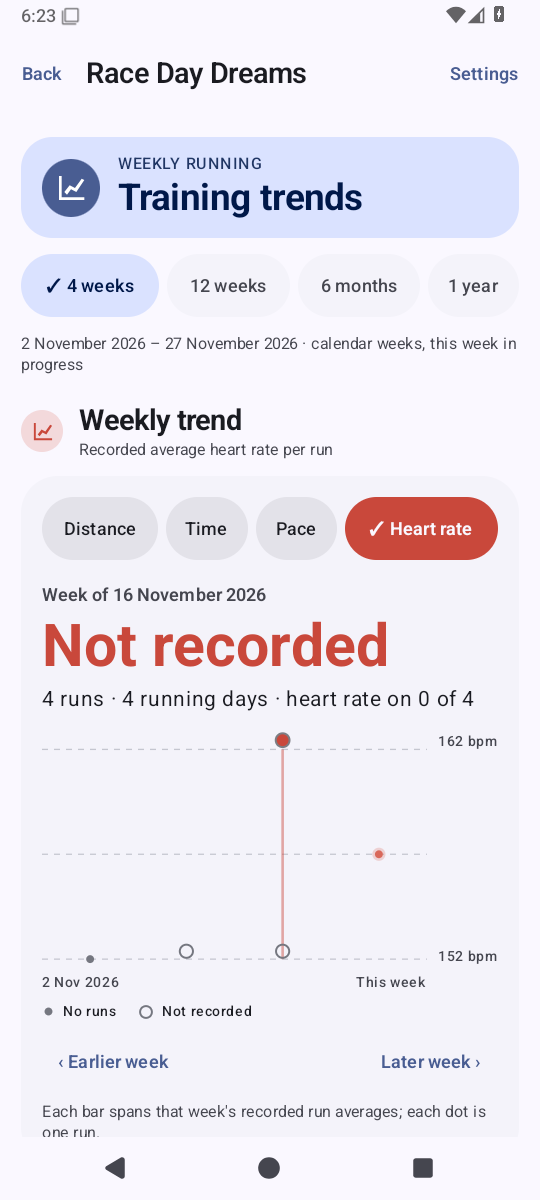 6:23
Back
Race Day Dreams
Settings
WEEKLY RUNNING
Training trends
✓ 4 weeks
12 weeks
6 months
1 year
2 November 2026 – 27 November 2026 · calendar weeks, this week in
progress
Weekly trend
Recorded average heart rate per run
Distance
Time
Pace
✓ Heart rate
Week of 16 November 2026
Not recorded
4 runs · 4 running days · heart rate on 0 of 4
162 bpm
152 bpm
2 Nov 2026
This week
No runs
Not recorded
‹ Earlier week
Later week ›
Each bar spans that week's recorded run averages; each dot is
one run.